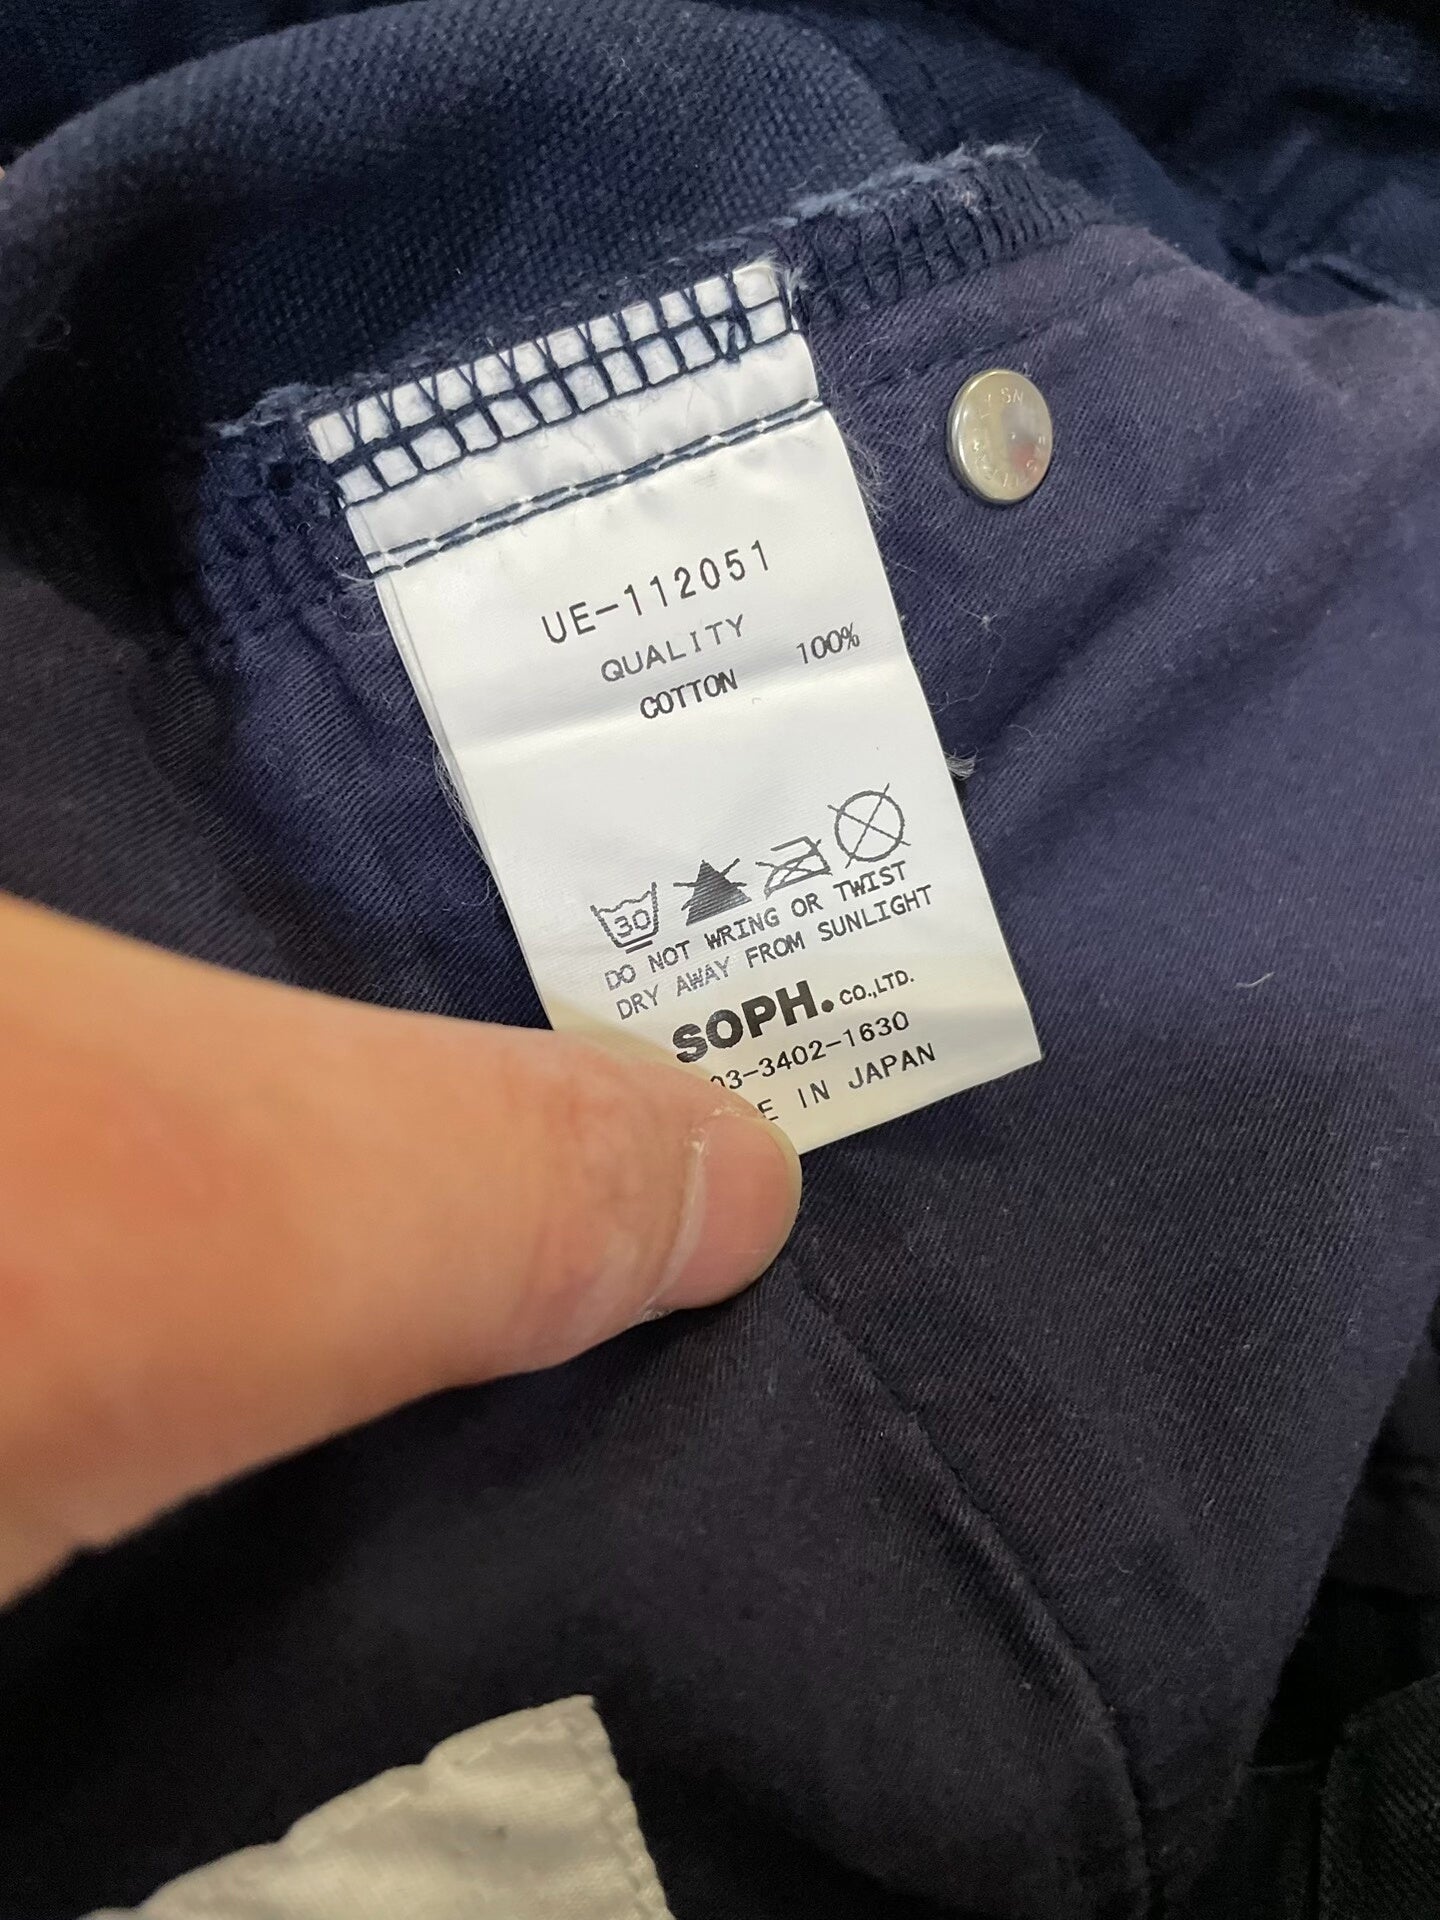 UE-112051
QUALITY
COTTON 100%
30
DO NOT WRING OR TWIST
DRY AWAY FROM SUNLIGHT
SOPH. CO.,LTD.
03-3402-1630
E IN JAPAN